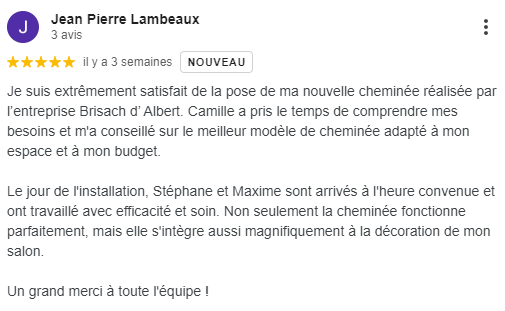 J
Jean Pierre Lambeaux
3 avis
il y a 3 semaines NOUVEAU
Je suis extrêmement satisfait de la pose de ma nouvelle cheminée réalisée par
l'entreprise Brisach d' Albert. Camille a pris le temps de comprendre mes
besoins et m'a conseillé sur le meilleur modèle de cheminée adapté à mon
espace et à mon budget.
Le jour de l'installation, Stéphane et Maxime sont arrivés à l'heure convenue et
ont travaillé avec efficacité et soin. Non seulement la cheminée fonctionne
parfaitement, mais elle s'intègre aussi magnifiquement à la décoration de mon
salon.
Un grand merci à toute l'équipe !